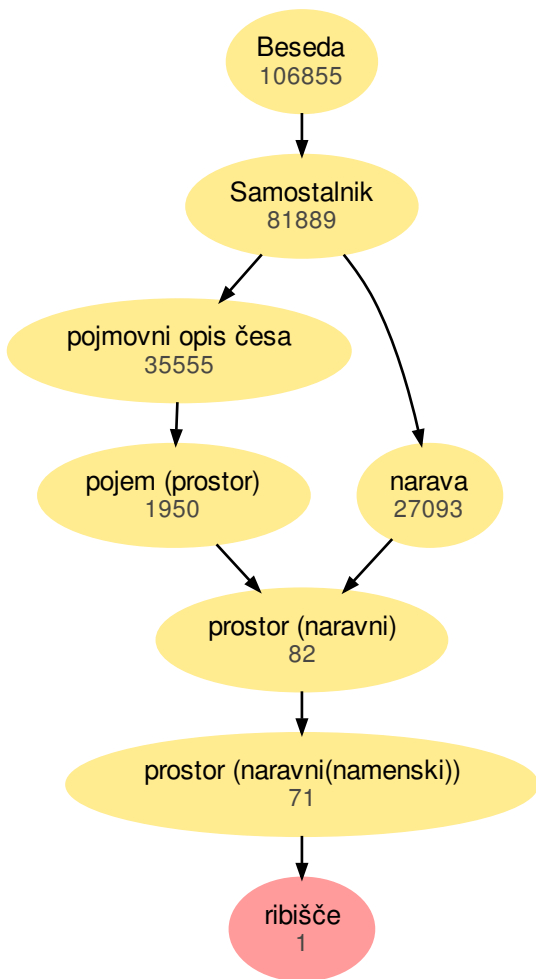 Beseda
106855
Samostalnik
81889
pojmovni opis česa
35555
pojem (prostor)
1950
narava
27093
prostor (naravni)
82
prostor (naravni(namenski))
71
ribišče
1